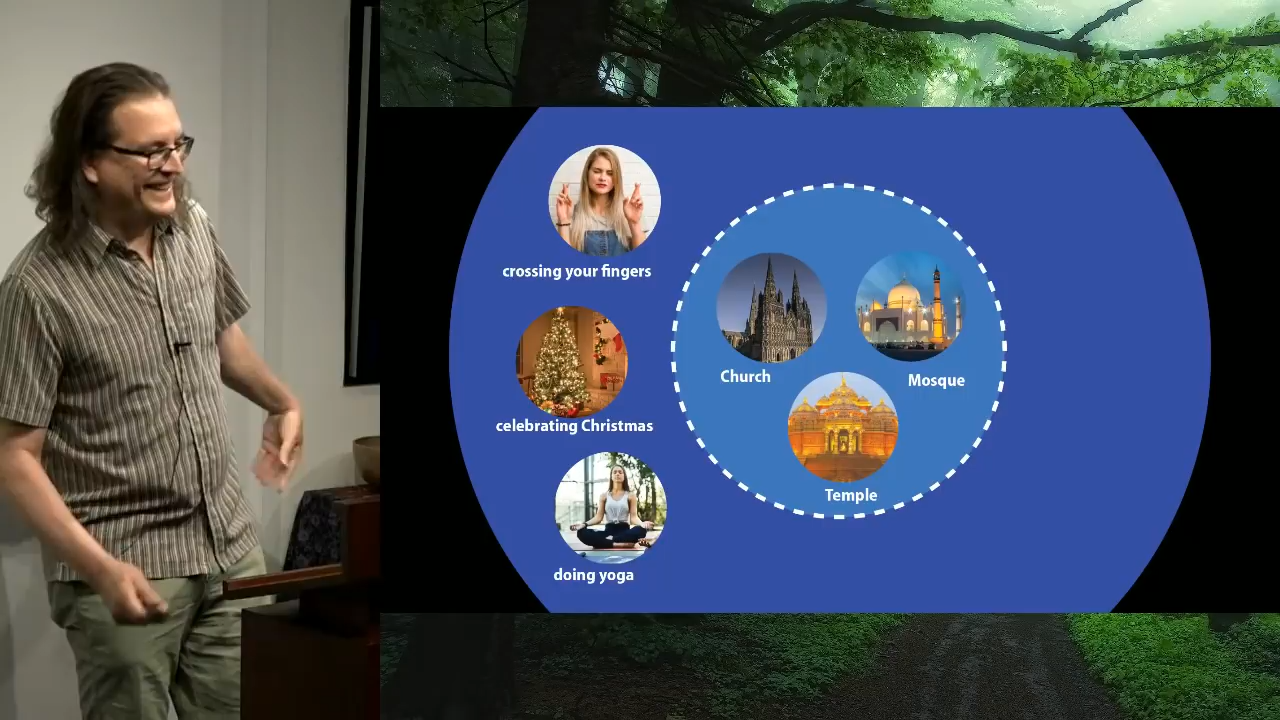 crossing your fingers
celebrating Christmas
doing yoga
Church
Mosque
Temple